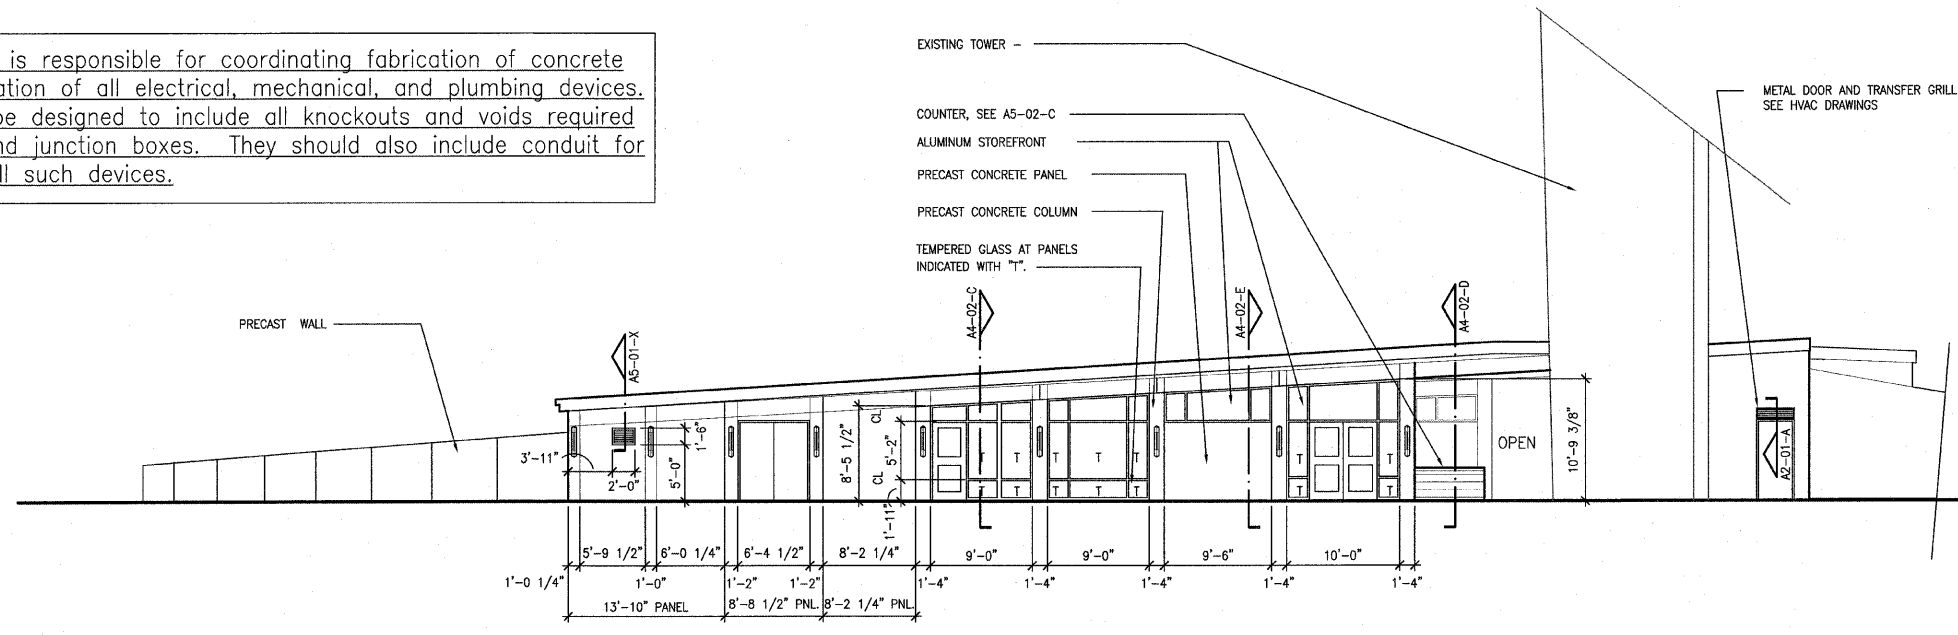 is responsible for coordinating fabrication of concrete
ation of all electrical, mechanical, and plumbing devices.
be designed to include all knockouts and voids required
nd junction boxes. They should also include conduit for
ll such devices.
EXISTING TOWER -
METAL DOOR AND TRANSFER GRILL
SEE HVAC DRAWINGS
COUNTER, SEE A5-02-C
ALUMINUM STOREFRONT
PRECAST CONCRETE PANEL
PRECAST CONCRETE COLUMN
TEMPERED GLASS AT PANELS
INDICATED WITH "T".
PRECAST WALL
A5-01-X
A4-02-C
A4-02-E
A4-02-D
A2-01-A
3'-11"
2'-0"
5'-0"
1'-6"
8'-5 1/2"
CL
CL
5'-2"
1'-11"
T T T T T T T
T T T T T T T
OPEN
10'-9 3/8"
5'-9 1/2" 6'-0 1/4" 6'-4 1/2" 8'-2 1/4" 9'-0" 9'-0" 9'-6" 10'-0"
1'-0 1/4" 1'-0" 1'-2" 1'-2" 1'-4" 1'-4" 1'-4" 1'-4" 1'-4"
13'-10" PANEL 8'-8 1/2" PNL. 8'-2 1/4" PNL.